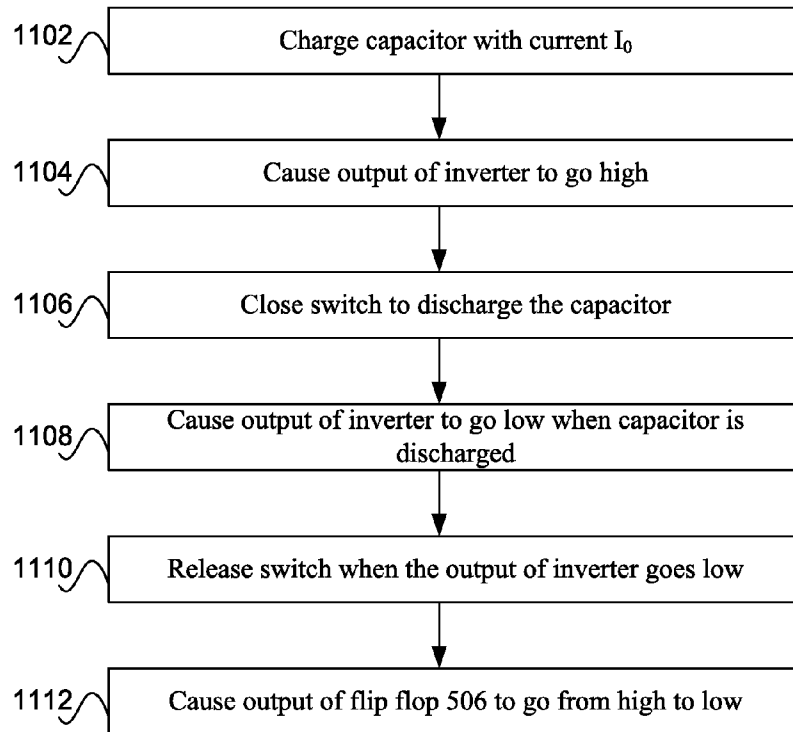 1102
Charge capacitor with current I₀
1104
Cause output of inverter to go high
1106
Close switch to discharge the capacitor
1108
Cause output of inverter to go low when capacitor is
discharged
1110
Release switch when the output of inverter goes low
1112
Cause output of flip flop 506 to go from high to low